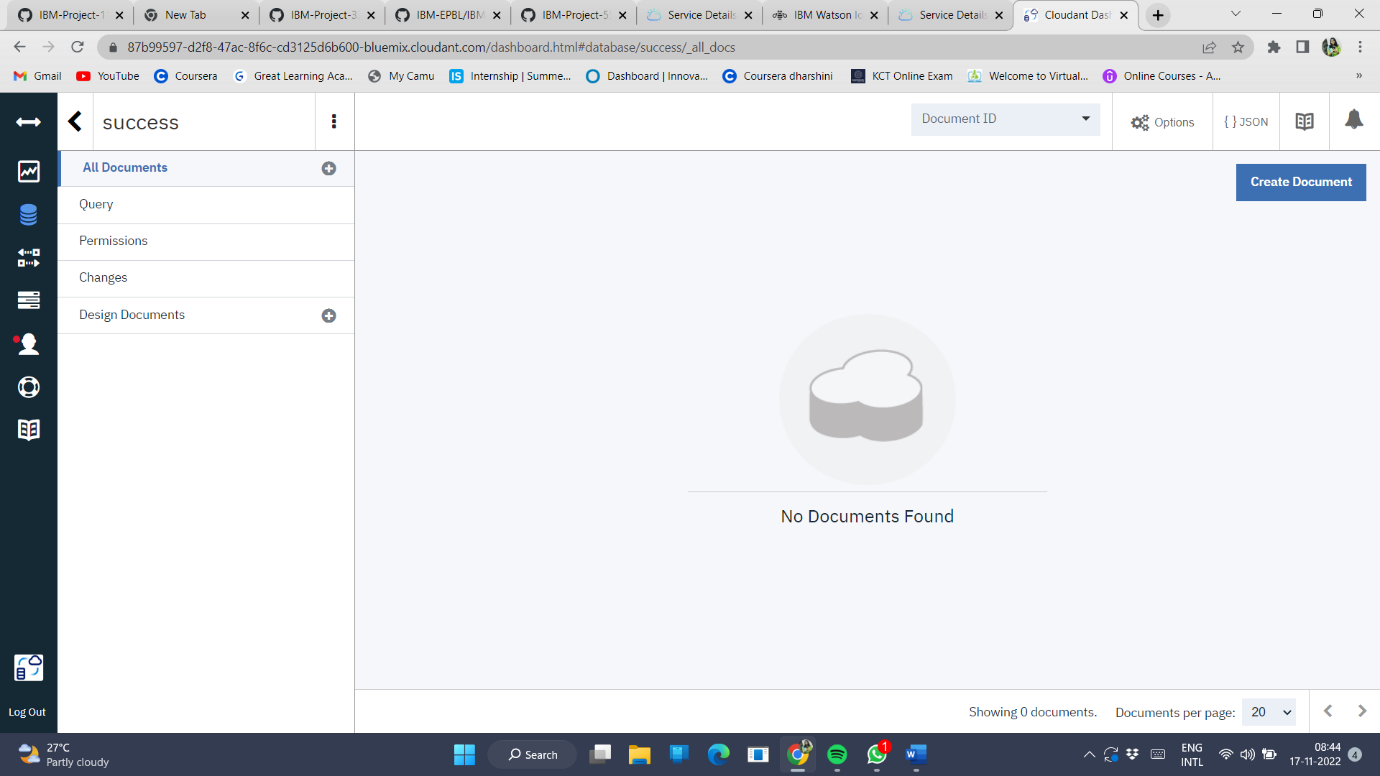 IBM-Project-1
New Tab
IBM-Project-3
IBM-EPBL/IBM
IBM-Project-5
Service Details
IBM Watson Io
Service Details
Cloudant Das
87b99597-d2f8-47ac-8f6c-cd3125d6b600-bluemix.cloudant.com/dashboard.html#database/success/_all_docs
Gmail
YouTube
Coursera
Great Learning Aca...
My Camu
IS
Internship | Summe...
Dashboard | Innova...
Coursera dharshini
KCT Online Exam
Welcome to Virtual...
Online Courses - A...
»
success
Document ID
Options
{ } JSON
All Documents
Create Document
Query
Permissions
Changes
Design Documents
No Documents Found
Log Out
Showing 0 documents.
Documents per page:
20
27°C
Partly cloudy
Search
1
ENG
INTL
08:44
17-11-2022
4